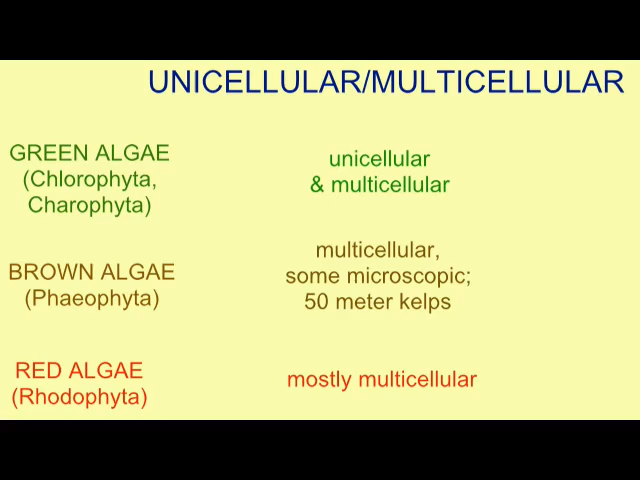 UNICELLULAR/MULTICELLULAR
GREEN ALGAE
(Chlorophyta,
Charophyta)
unicellular
& multicellular
BROWN ALGAE
(Phaeophyta)
multicellular,
some microscopic;
50 meter kelps
RED ALGAE
(Rhodophyta)
mostly multicellular